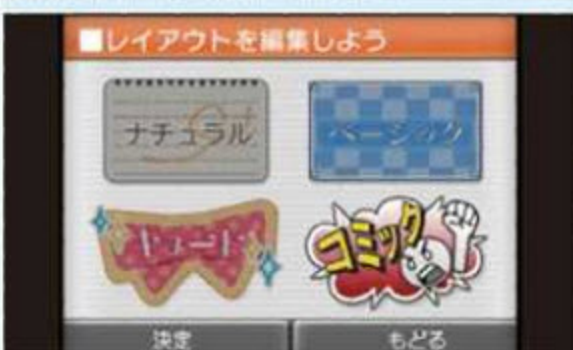 ■レイアウトを編集しよう
ナチュラル
ベーシック
キュート
コミック
決定
もどる